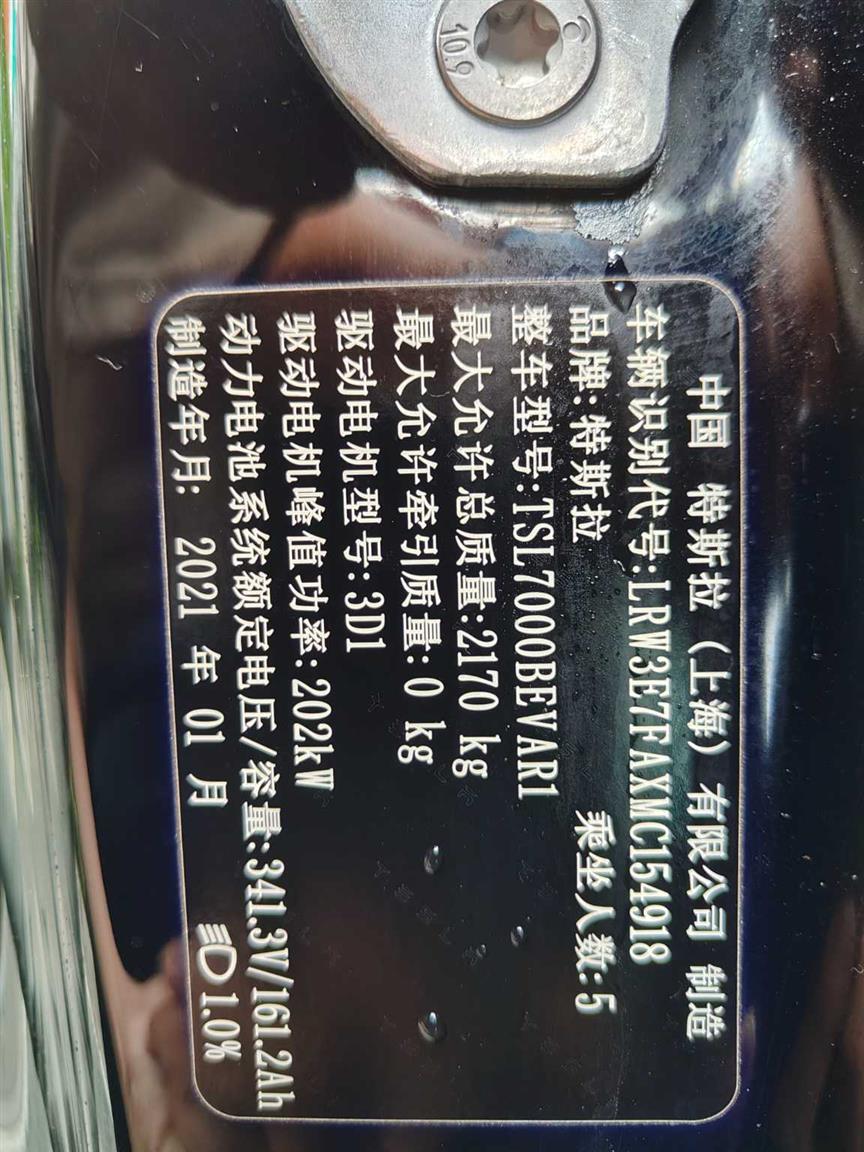 10.9
中国 特斯拉（上海）有限公司 制造
车辆识别代号:LRW3E7FAXMC154918
品牌:特斯拉 乘坐人数:5
整车型号:TSL7000BEVAR1
最大允许总质量:2170 kg
最大允许牵引质量:0 kg
驱动电机型号:3D1
驱动电机峰值功率:202kW
动力电池系统额定电压/容量:341.3V/161.2Ah
制造年月: 2021 年 01 月 1.0%